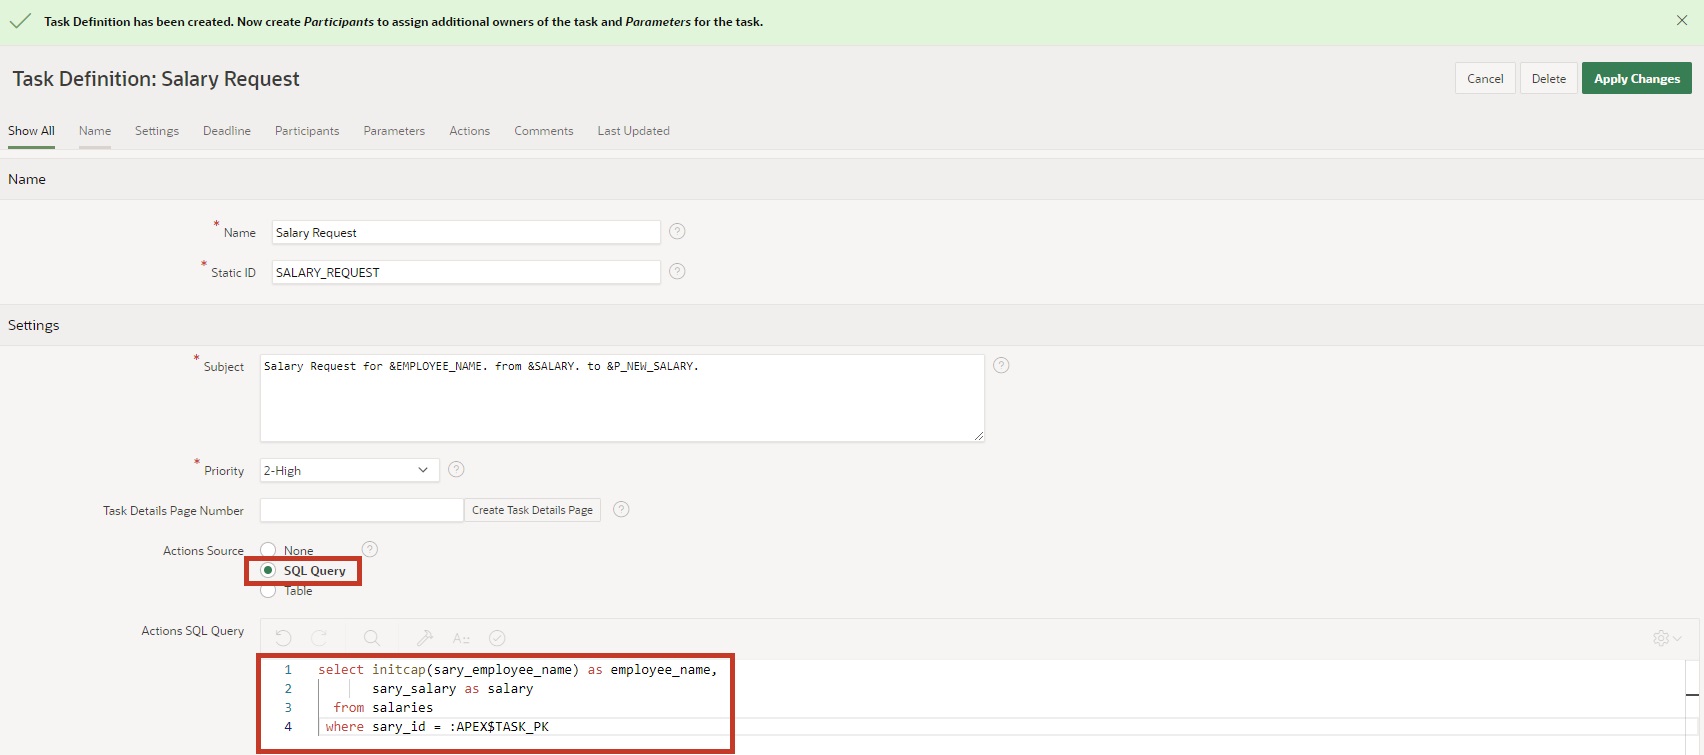 Task Definition has been created. Now create Participants to assign additional owners of the task and Parameters for the task.
Task Definition: Salary Request
Cancel Delete Apply Changes
Show All Name Settings Deadline Participants Parameters Actions Comments Last Updated
Name
* Name Salary Request ?
* Static ID SALARY_REQUEST ?
Settings
* Subject Salary Request for &EMPLOYEE_NAME. from &SALARY. to &P_NEW_SALARY. ?
* Priority 2-High ?
Task Details Page Number Create Task Details Page ?
Actions Source None ?
SQL Query
Table
Actions SQL Query
1 select initcap(sary_employee_name) as employee_name,
2 sary_salary as salary
3 from salaries
4 where sary_id = :APEX$TASK_PK